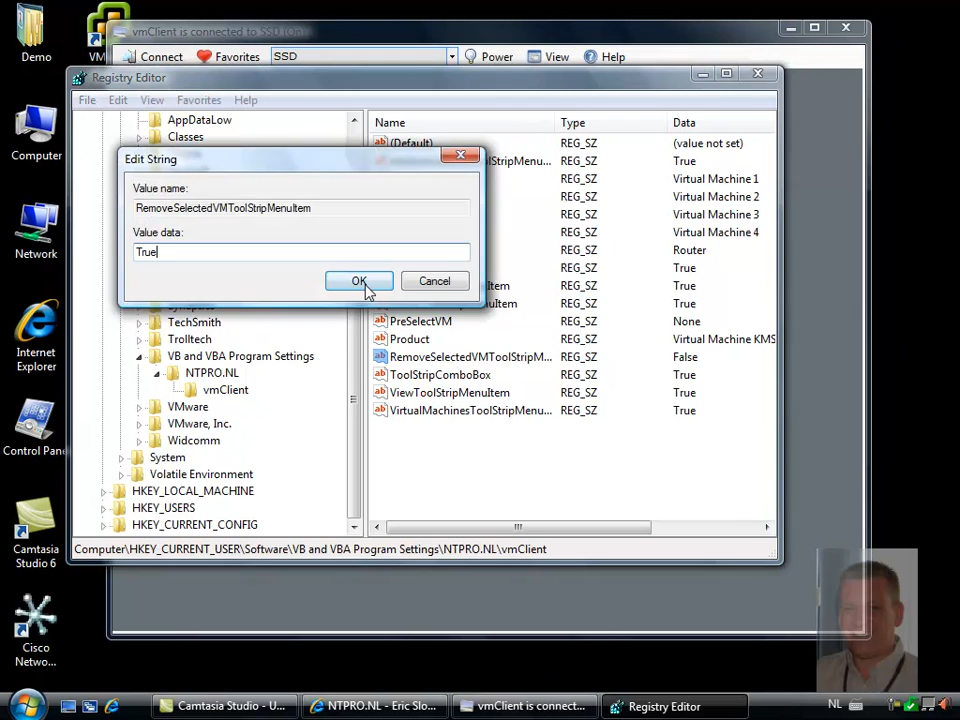 Demo
VM
vmClient is connected to SSD (On)
Connect
Favorites
SSD
Power
View
Help
Registry Editor
File
Edit
View
Favorites
Help
AppDataLow
Classes
Name
Type
Data
(Default)
REG_SZ
(value not set)
lStripMenu...
REG_SZ
True
REG_SZ
Virtual Machine 1
REG_SZ
Virtual Machine 2
REG_SZ
Virtual Machine 3
REG_SZ
Virtual Machine 4
REG_SZ
Router
REG_SZ
True
REG_SZ
True
REG_SZ
True
PreSelectVM
REG_SZ
None
Product
REG_SZ
Virtual Machine KMS
RemoveSelectedVMToolStripM...
REG_SZ
False
ToolStripComboBox
REG_SZ
True
ViewToolStripMenuItem
REG_SZ
True
VirtualMachinesToolStripMenu...
REG_SZ
True
Edit String
Value name:
RemoveSelectedVMToolStripMenuItem
Value data:
True
OK
Cancel
TechSmith
Trolltech
VB and VBA Program Settings
NTPRO.NL
vmClient
VMware
VMware, Inc.
Widcomm
System
Volatile Environment
HKEY_LOCAL_MACHINE
HKEY_USERS
HKEY_CURRENT_CONFIG
Computer\HKEY_CURRENT_USER\Software\VB and VBA Program Settings\NTPRO.NL\vmClient
Computer
Network
Internet
Explorer
Control Pane
Camtasia
Studio 6
Cisco
Netwo...
Camtasia Studio - U...
NTPRO.NL - Eric Slo...
vmClient is connect...
Registry Editor
NL